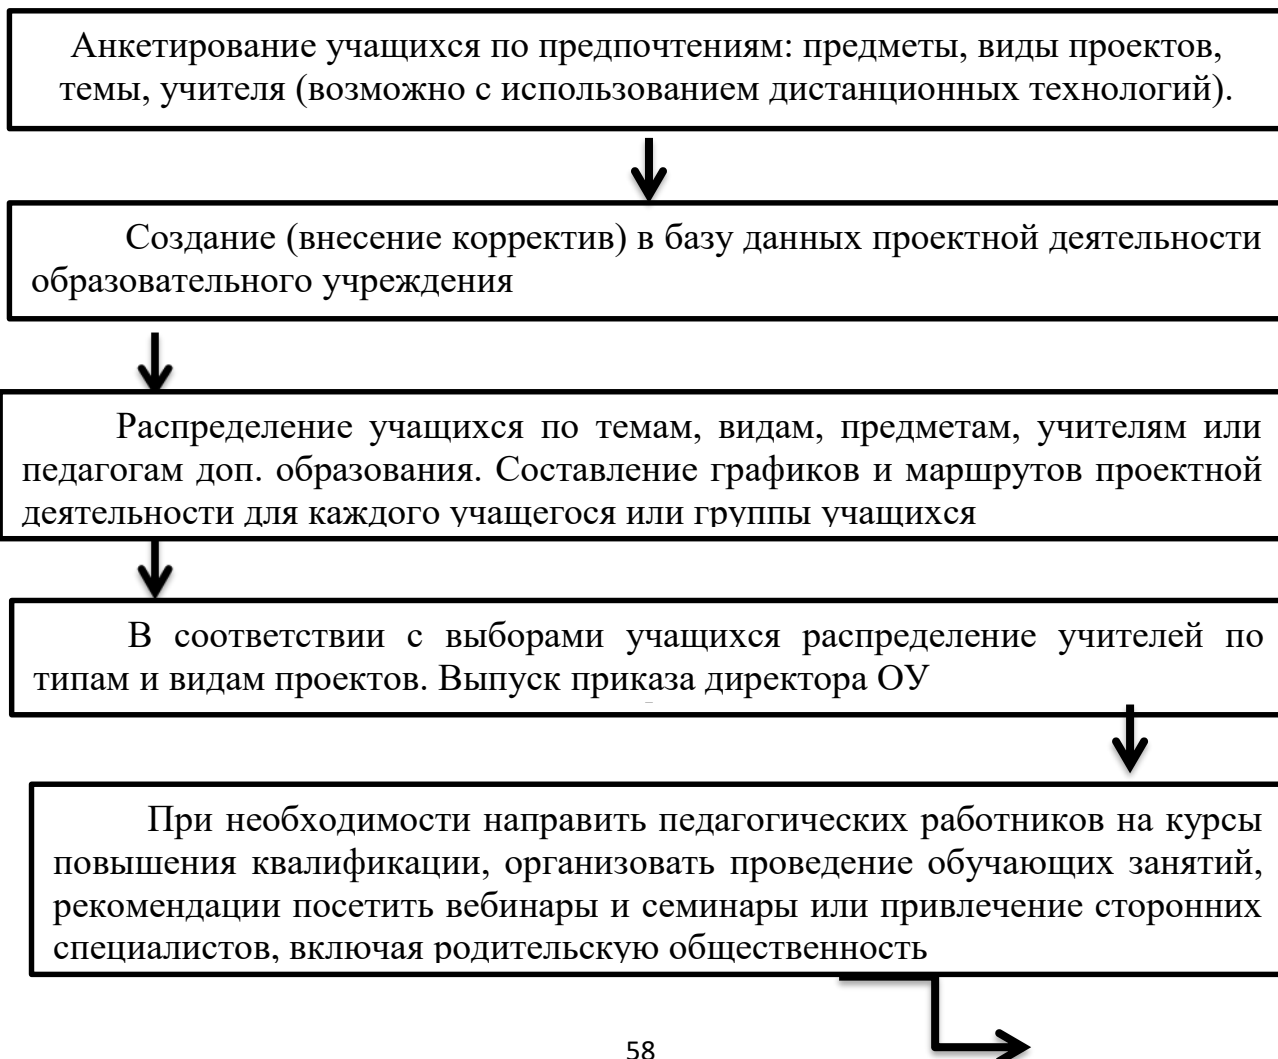 Анкетирование учащихся по предпочтениям: предметы, виды проектов,
темы, учителя (возможно с использованием дистанционных технологий).
Создание (внесение корректив) в базу данных проектной деятельности
образовательного учреждения
Распределение учащихся по темам, видам, предметам, учителям или
педагогам доп. образования. Составление графиков и маршрутов проектной
деятельности для каждого учащегося или группы учащихся
В соответствии с выборами учащихся распределение учителей по
типам и видам проектов. Выпуск приказа директора ОУ
При необходимости направить педагогических работников на курсы
повышения квалификации, организовать проведение обучающих занятий,
рекомендации посетить вебинары и семинары или привлечение сторонних
специалистов, включая родительскую общественность
58